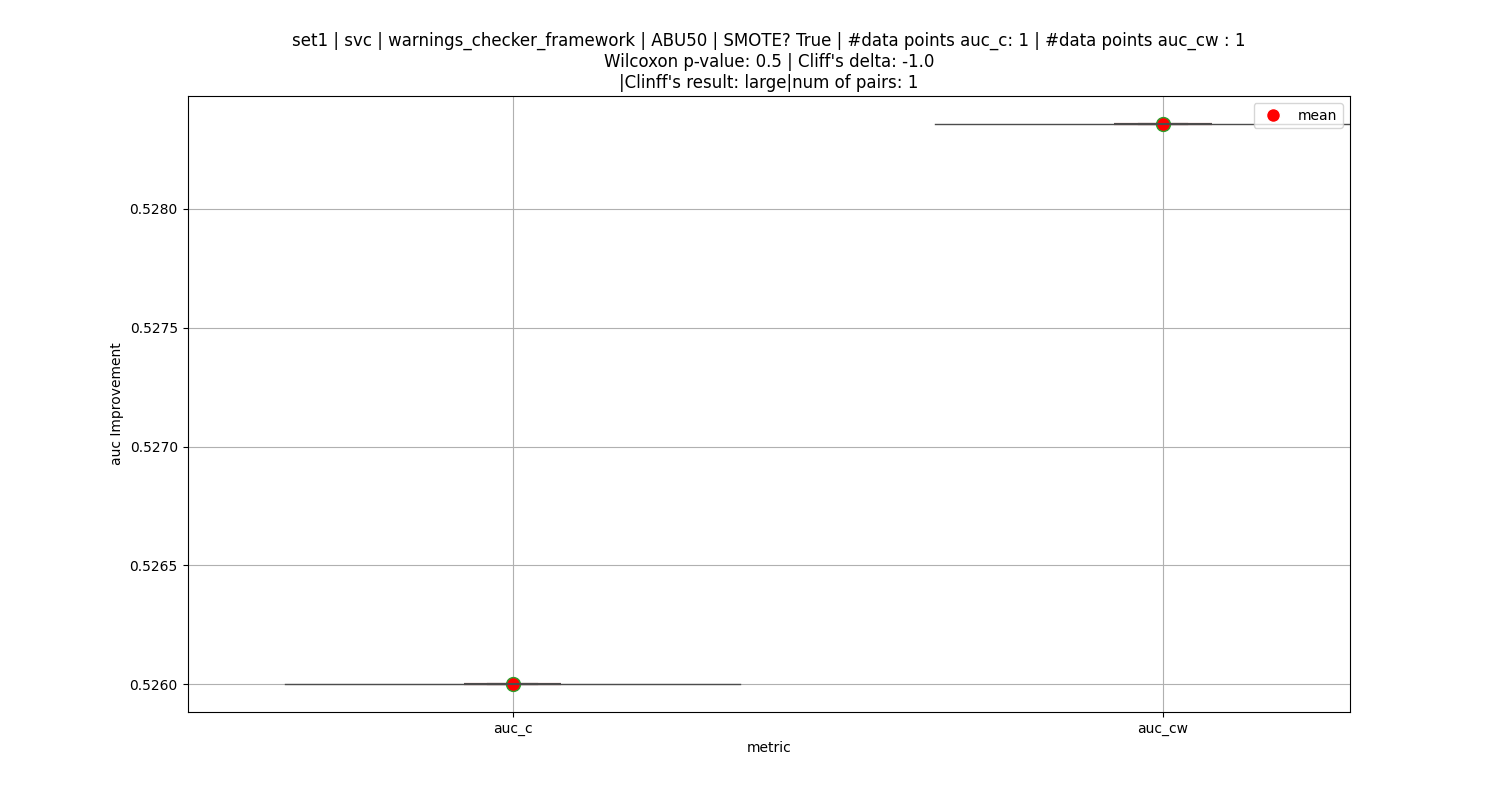 set1 | svc | warnings_checker_framework | ABU50 | SMOTE? True | #data points auc_c: 1 | #data points auc_cw : 1
Wilcoxon p-value: 0.5 | Cliff's delta: -1.0
|Clinff's result: large|num of pairs: 1
mean
0.5280
0.5275
0.5270
0.5265
0.5260
auc Improvement
auc_c
auc_cw
metric